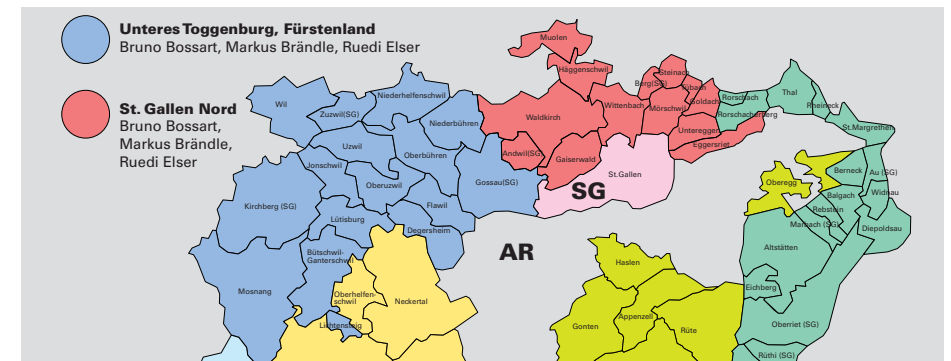 Unteres Toggenburg, Fürstenland
Bruno Bossart, Markus Brändle, Ruedi Elser
St. Gallen Nord
Bruno Bossart,
Markus Brändle,
Ruedi Elser
Muolen
Häggenschwil
Steinach
Berg(SG)
Tübach
Goldach
Rorschach
Thal
Rheineck
Wil
Niederhelfenschwil
Zuzwil(SG)
Niederbühren
Waldkirch
Wittenbach
Mörschwil
Rorschacherberg
St.Margrethen
Untereggen
Eggersriet
Uzwil
Oberbühren
Andwil(SG)
Gaiserwald
St.Gallen
Jonschwil
Oberuzwil
Gossau(SG)
SG
Oberegg
Berneck
Au (SG)
Widnau
Balgach
Rebstein
Marbach (SG)
Diepoldsau
Kirchberg (SG)
Lütisburg
Flawil
Degersheim
AR
Altstätten
Bütschwil-
Ganterschwil
Haslen
Mosnang
Oberhelfen-
schwil
Neckertal
Eichberg
Lichtensteig
Gonten
Appenzell
Rüte
Oberriet (SG)
Rüthi (SG)